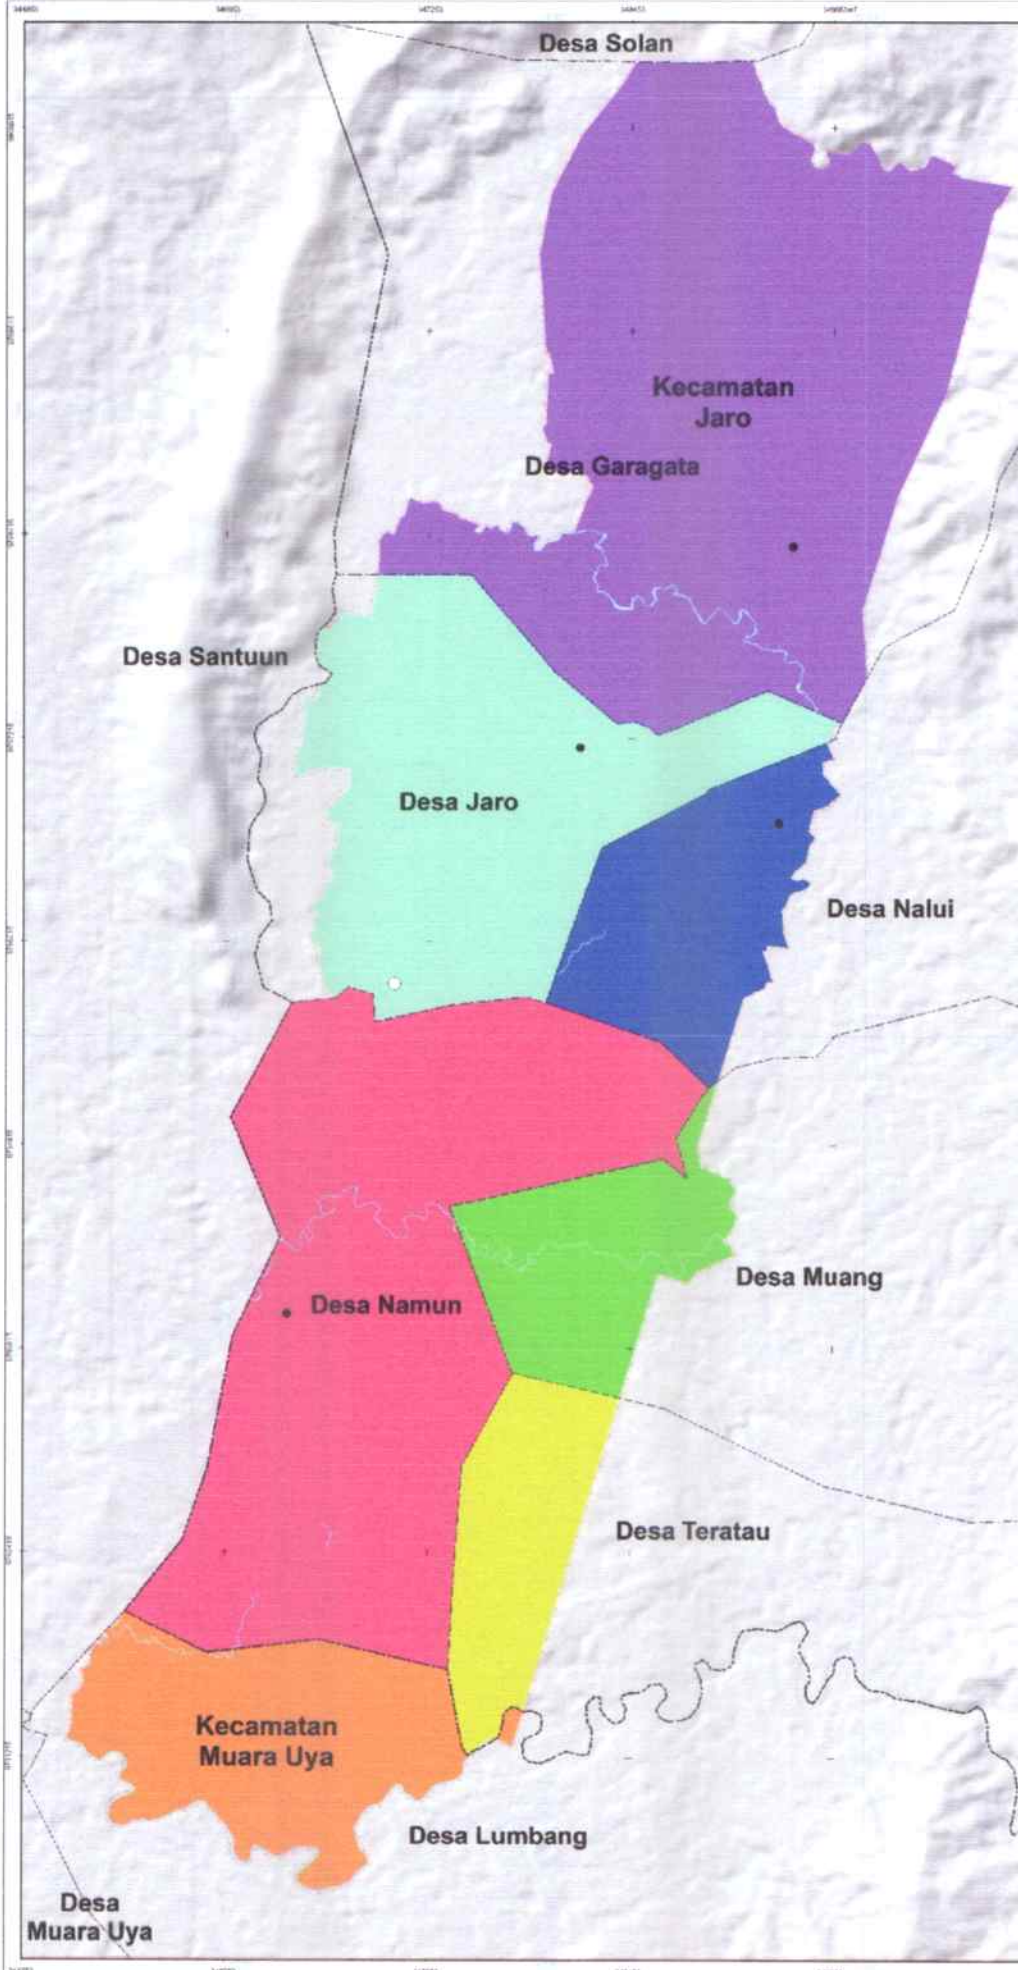 Desa Solan
Kecamatan
Jaro
Desa Garagata
Desa Santuun
Desa Jaro
Desa Nalui
Desa Muang
Desa Namun
Desa Teratau
Kecamatan
Muara Uya
Desa Lumbang
Desa
Muara Uya